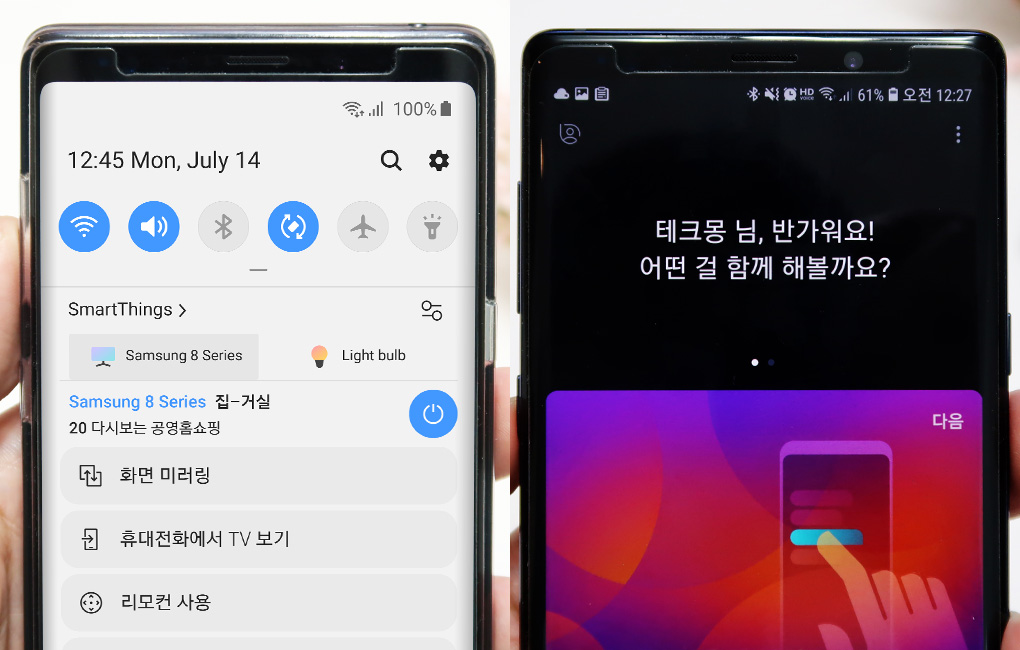 100%
12:45 Mon, July 14
SmartThings >
Samsung 8 Series
Light bulb
Samsung 8 Series 집-거실
20 다시보는 공영홈쇼핑
화면 미러링
휴대전화에서 TV 보기
리모컨 사용
HD VOICE 61% 오전 12:27
테크몽 님, 반가워요!
어떤 걸 함께 해볼까요?
다음